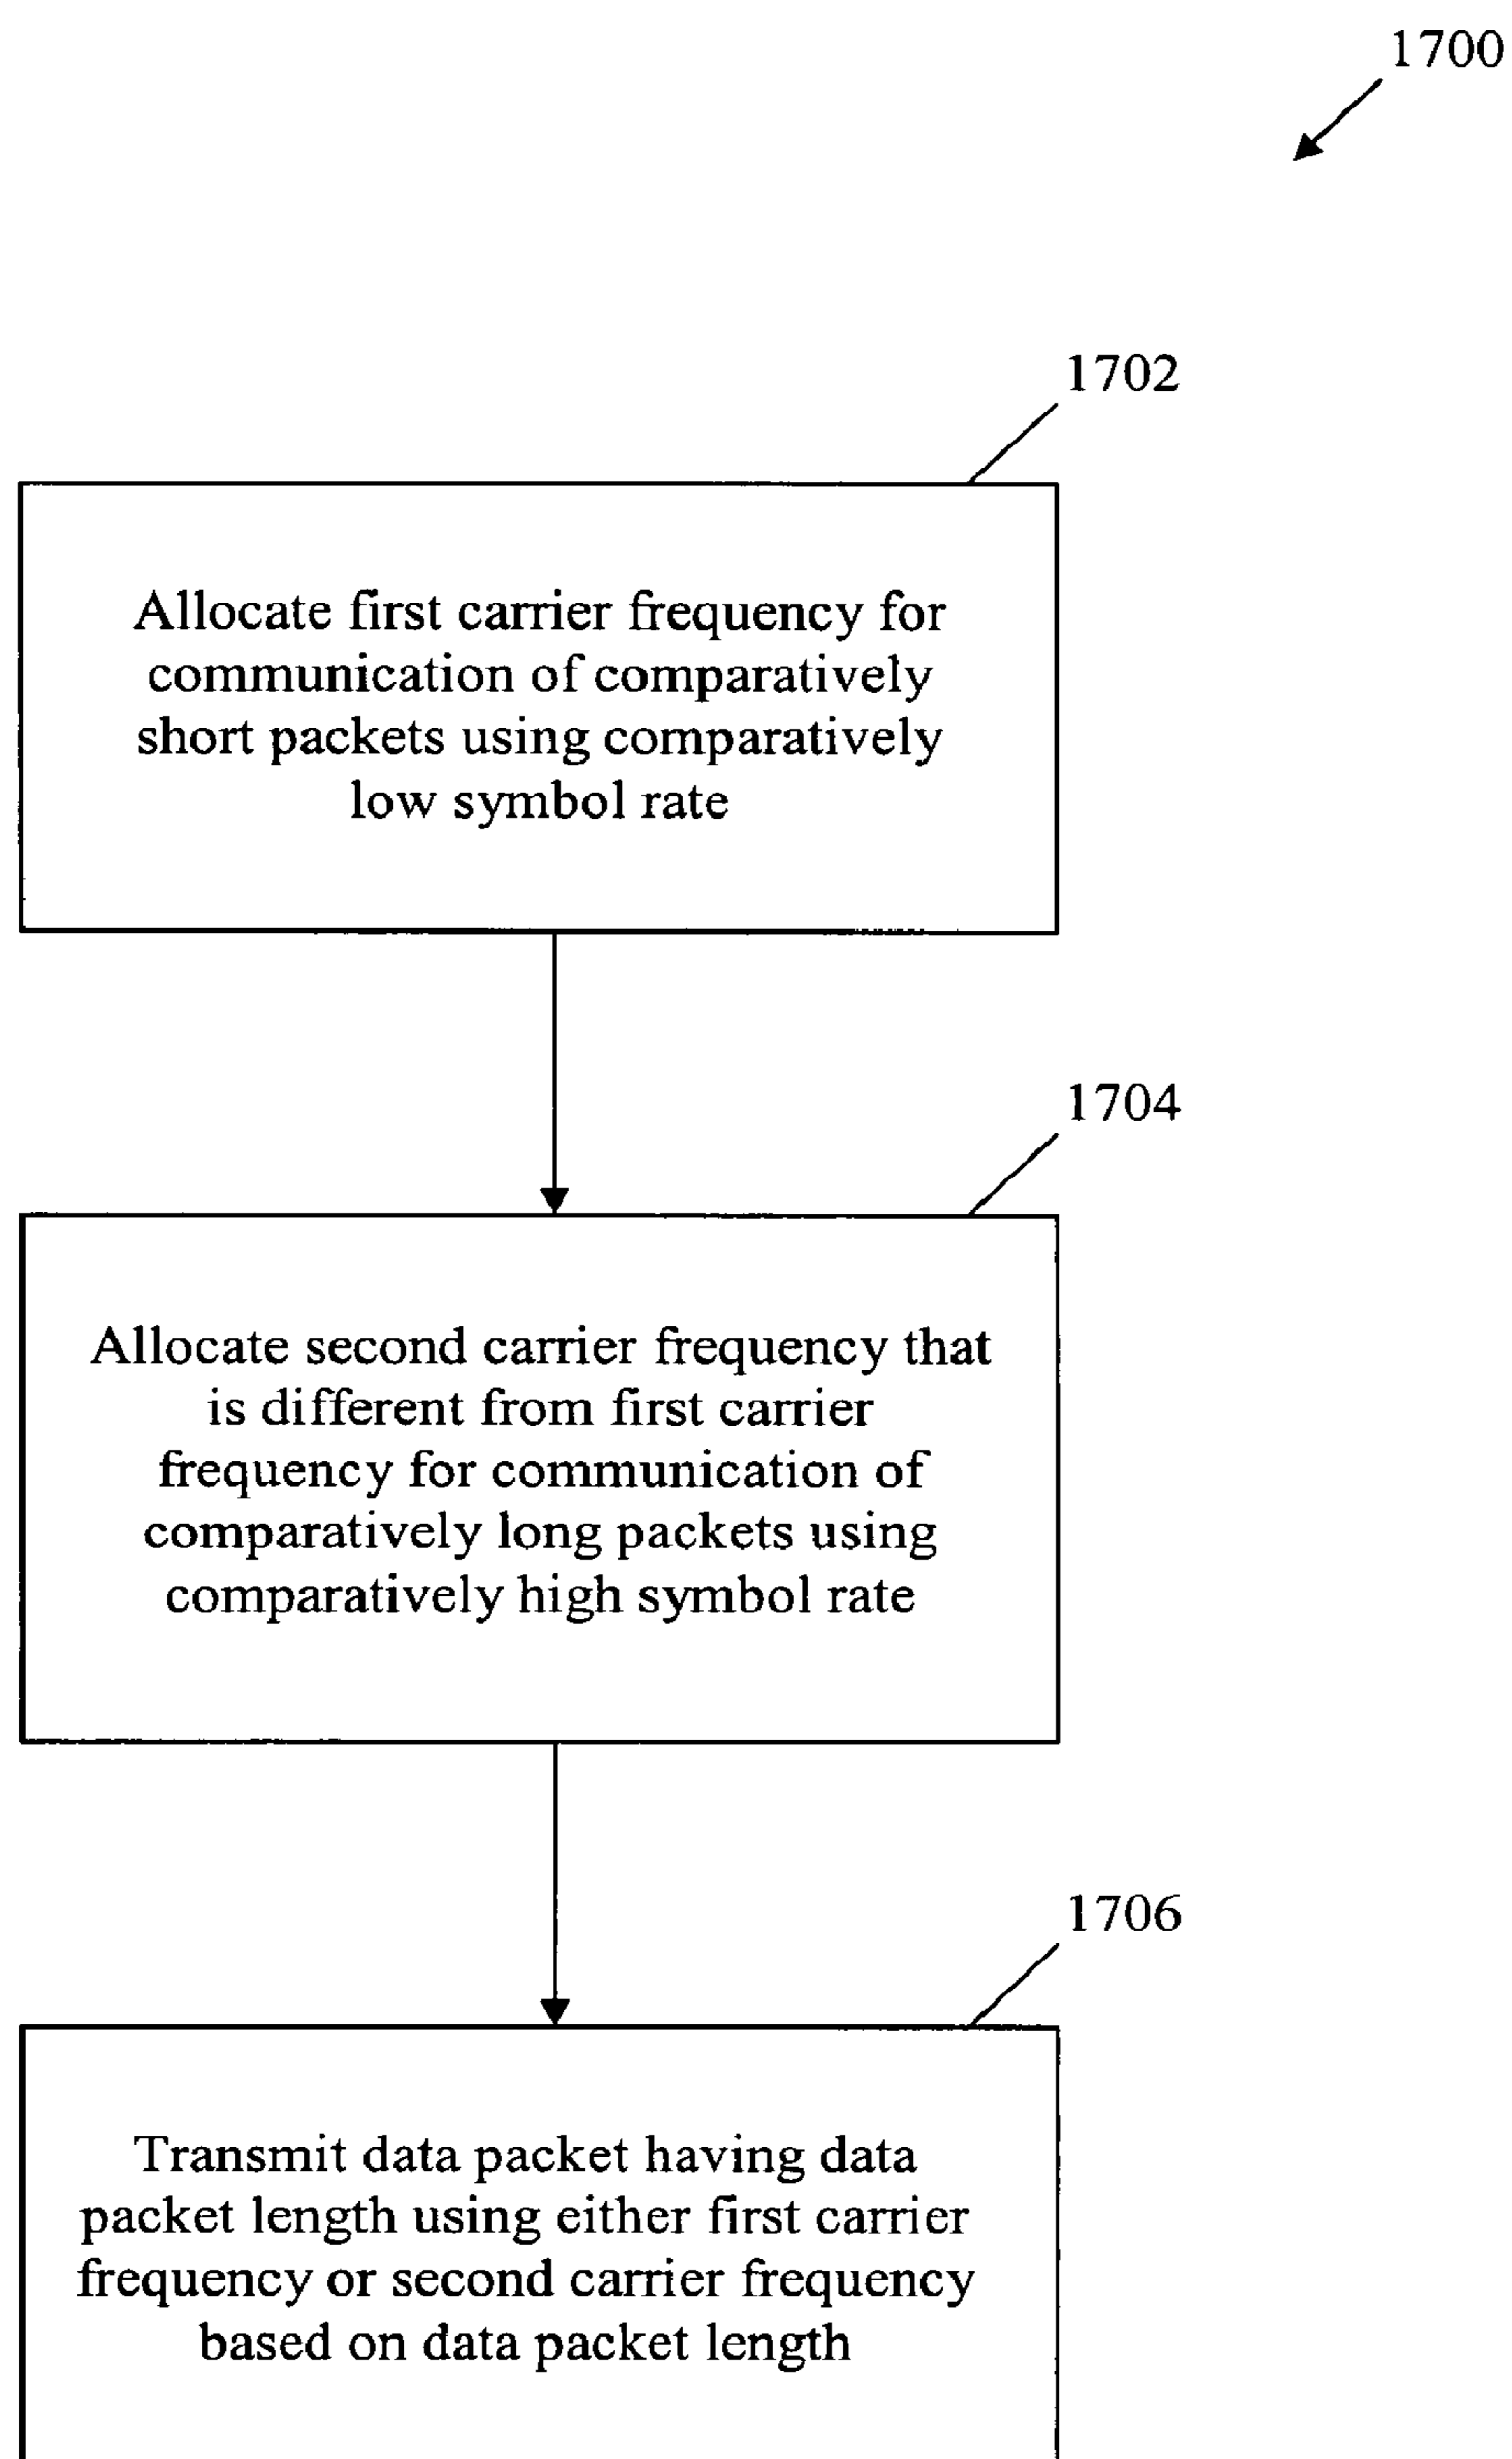 1700
1702
Allocate first carrier frequency for
communication of comparatively
short packets using comparatively
low symbol rate
1704
Allocate second carrier frequency that
is different from first carrier
frequency for communication of
comparatively long packets using
comparatively high symbol rate
1706
Transmit data packet having data
packet length using either first carrier
frequency or second carrier frequency
based on data packet length